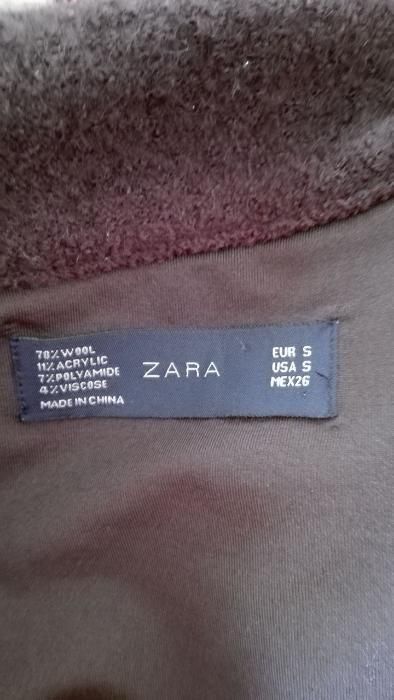 78% WOOL
11% ACRYLIC
7% POLYAMIDE
4% VISCOSE
MADE IN CHINA
ZARA
EUR S
USA S
MEX 26